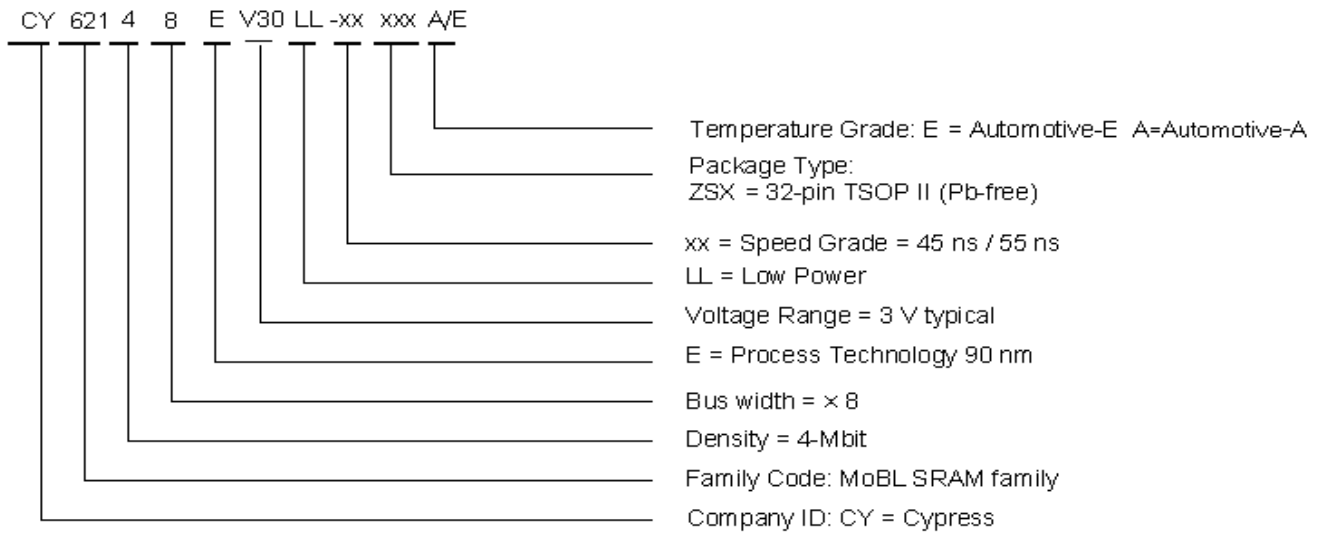 CY 621 4 8 E V30 LL -xx xxx A/E
Temperature Grade: E = Automotive-E A=Automotive-A
Package Type:
ZSX = 32-pin TSOP II (Pb-free)
xx = Speed Grade = 45 ns / 55 ns
LL = Low Power
Voltage Range = 3 V typical
E = Process Technology 90 nm
Bus width = × 8
Density = 4-Mbit
Family Code: MoBL SRAM family
Company ID: CY = Cypress